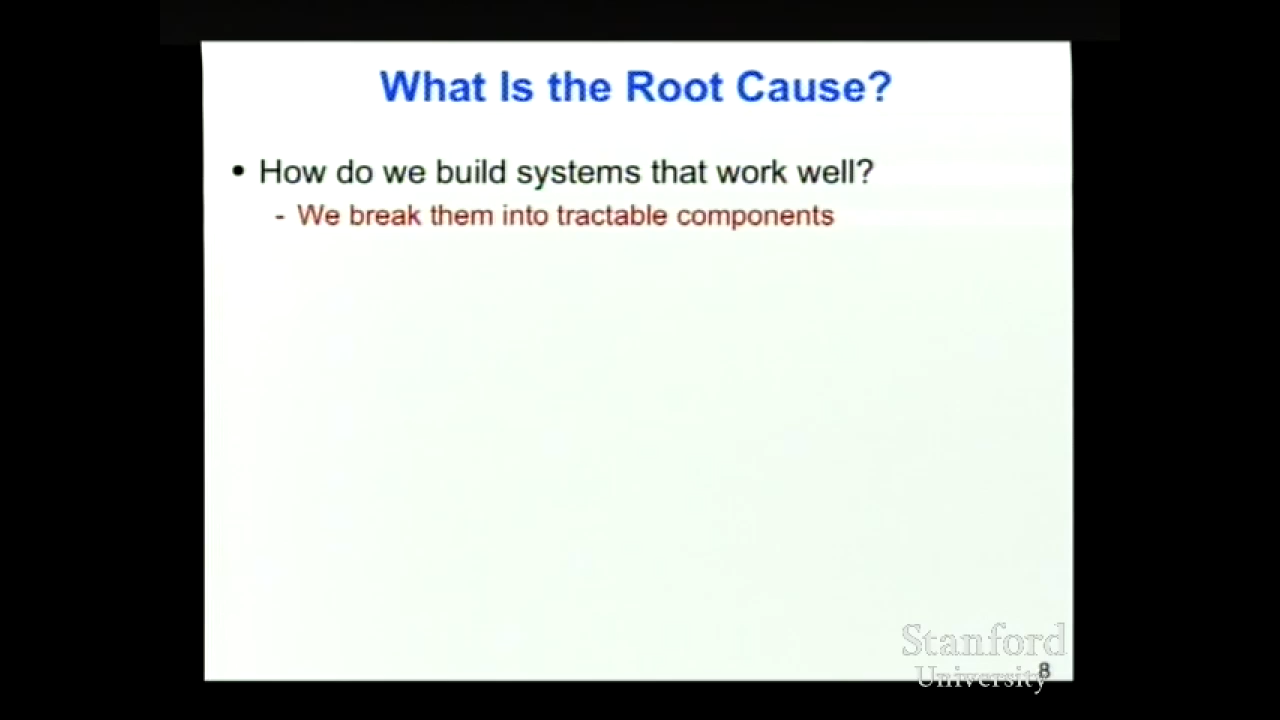 What Is the Root Cause?
• How do we build systems that work well?
- We break them into tractable components
Stanford
University
8